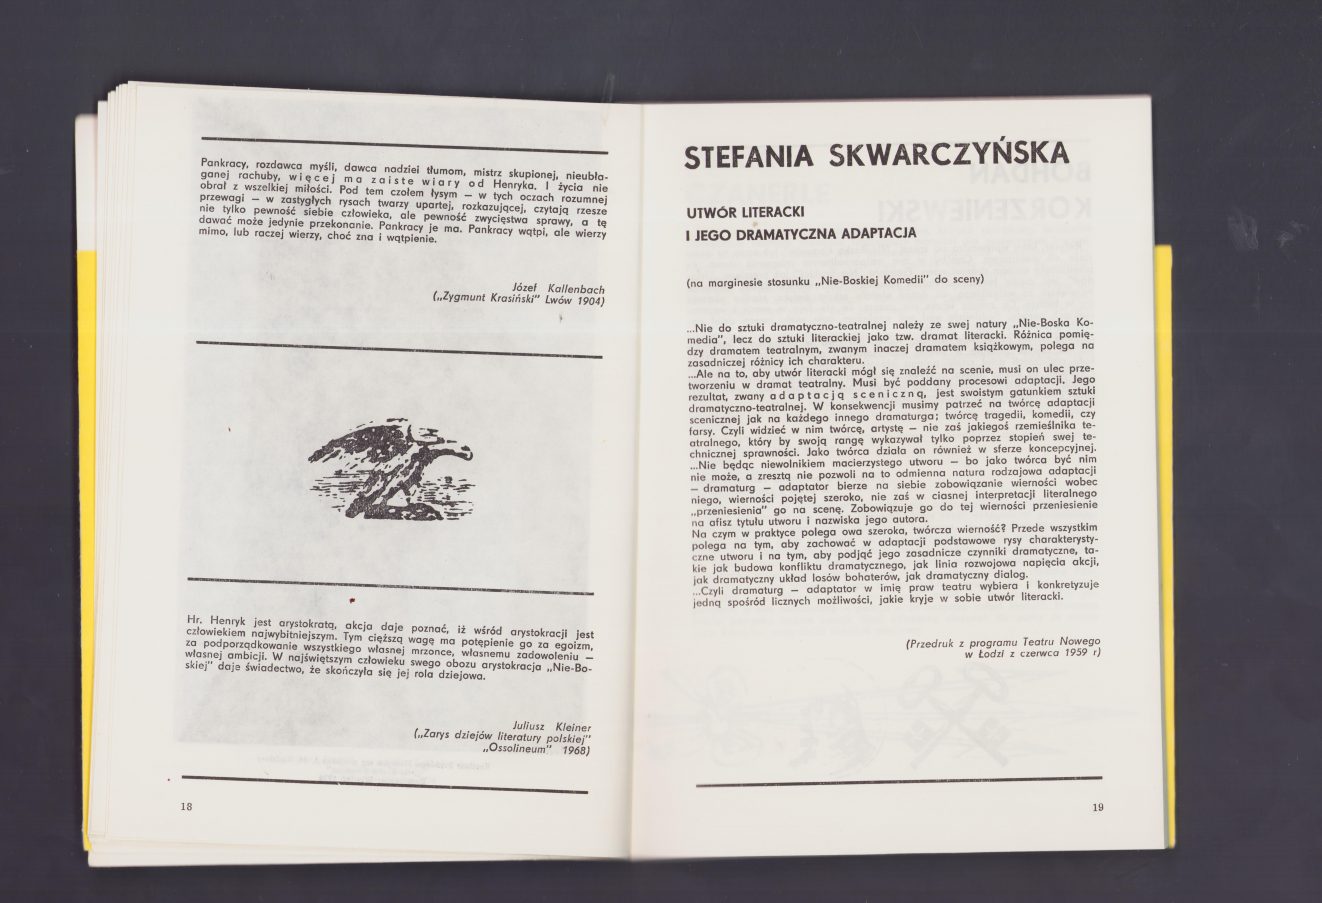 Pankracy, rozdawca myśli, dawca nadziei tłumom, mistrz skupionej, nieubła-
ganej rachuby, więcej ma zaiste wiary od Henryka. I życia nie
obrał z wszelkiej miłości. Pod tem czołem łysym — w tych oczach rozumnej
przewagi — w zastygłych rysach twarzy upartej, rozkazującej, czytają rzesze
nie tylko pewność siebie człowieka, ale pewność zwycięstwa sprawy, a tę
dawać może jedynie przekonanie. Pankracy je ma. Pankracy wątpi, ale wierzy
mimo, lub raczej wierzy, choć zna i wątpienie.
Józef Kallenbach
(„Zygmunt Krasiński" Lwów 1904)
Hr. Henryk jest arystokratą, akcja daje poznać, iż wśród arystokracji jest
człowiekiem najwybitniejszym. Tym cięższą wagę ma potępienie go za egoizm,
za podporządkowanie wszystkiego własnej mrzonce, własnemu zadowoleniu —
własnej ambicji. W najświętszym człowieku swego obozu arystokracja „Nie-Bo-
skiej" daje świadectwo, że skończyła się jej rola dziejowa.
Juliusz Kleiner
(„Zarys dziejów literatury polskiej"
„Ossolineum" 1968)
18
STEFANIA SKWARCZYŃSKA
UTWÓR LITERACKI
I JEGO DRAMATYCZNA ADAPTACJA
(na marginesie stosunku „Nie-Boskiej Komedii" do sceny)
...Nie do sztuki dramatyczno-teatralnej należy ze swej natury „Nie-Boska Ko-
media", lecz do sztuki literackiej jako tzw. dramat literacki. Różnica pomię-
dzy dramatem teatralnym, zwanym inaczej dramatem książkowym, polega na
zasadniczej różnicy ich charakteru.
...Ale na to, aby utwór literacki mógł się znaleźć na scenie, musi on ulec prze-
tworzeniu w dramat teatralny. Musi być poddany procesowi adaptacji. Jego
rezultat, zwany adaptacją sceniczną, jest swoistym gatunkiem sztuki
dramatyczno-teatralnej. W konsekwencji musimy patrzeć na twórcę adaptacji
scenicznej jak na każdego innego dramaturga; twórcę tragedii, komedii, czy
farsy. Czyli widzieć w nim twórcę, artystę — nie zaś jakiegoś rzemieślnika te-
atralnego, który by swoją rangę wykazywał tylko poprzez stopień swej te-
chnicznej sprawności. Jako twórca działa on również w sferze koncepcyjnej.
...Nie będąc niewolnikiem macierzystego utworu — bo jako twórca być nim
nie może, a zresztą nie pozwoli na to odmienna natura rodzajowa adaptacji
— dramaturg — adaptator bierze na siebie zobowiązanie wierności wobec
niego, wierności pojętej szeroko, nie zaś w ciasnej interpretacji literalnego
„przeniesienia" go na scenę. Zobowiązuje go do tej wierności przeniesienie
na afisz tytułu utworu i nazwiska jego autora.
Na czym w praktyce polega owa szeroka, twórcza wierność? Przede wszystkim
polega na tym, aby zachować w adaptacji podstawowe rysy charakterysty-
czne utworu i na tym, aby podjąć jego zasadnicze czynniki dramatyczne, ta-
kie jak budowa konfliktu dramatycznego, jak linia rozwojowa napięcia akcji,
jak dramatyczny układ losów bohaterów, jak dramatyczny dialog.
...Czyli dramaturg — adaptator w imię praw teatru wybiera i konkretyzuje
jedną spośród licznych możliwości, jakie kryje w sobie utwór literacki.
(Przedruk z programu Teatru Nowego
w Łodzi z czerwca 1959 r)
19